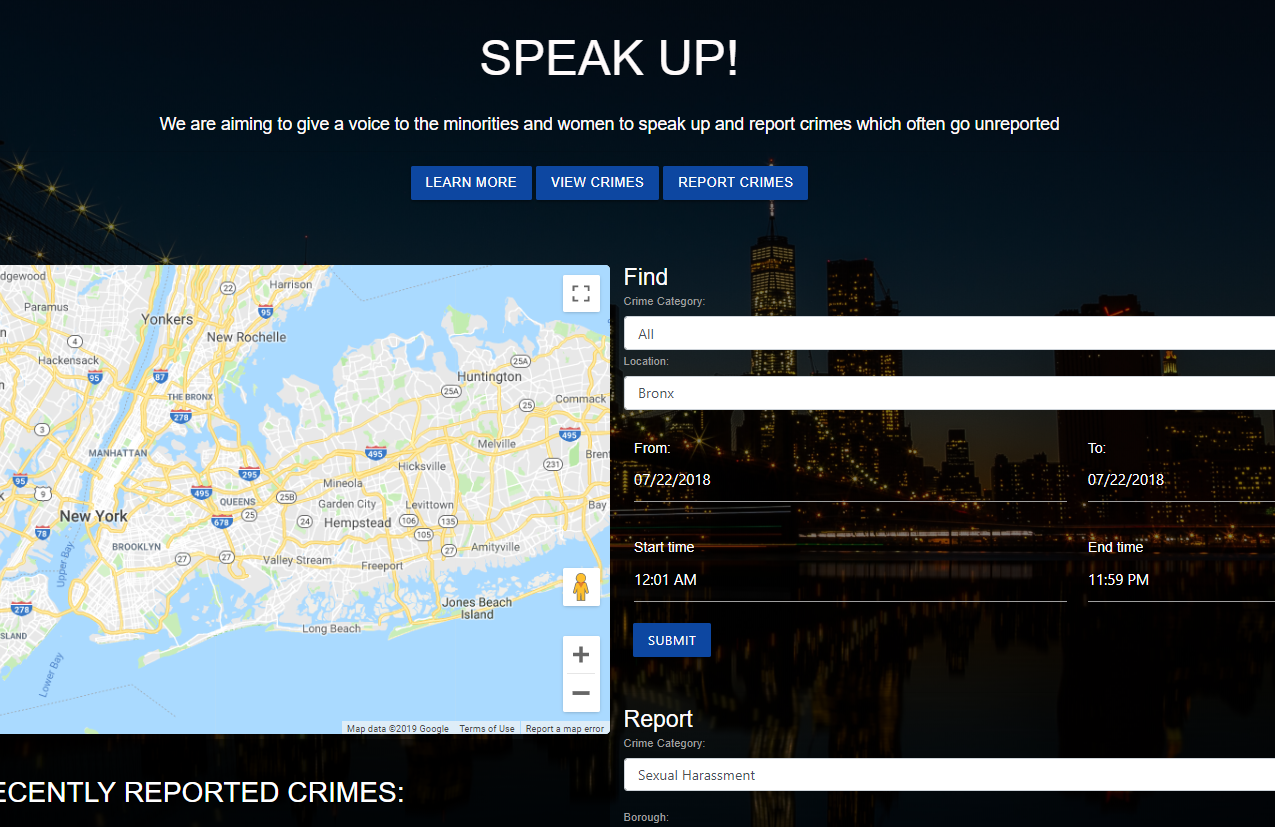 SPEAK UP!
We are aiming to give a voice to the minorities and women to speak up and report crimes which often go unreported
LEARN MORE VIEW CRIMES REPORT CRIMES
dgewood
Harrison
22
Paramus
95
Yonkers
New Rochelle
4
Hackensack
25A
Huntington
95
87
THE BRONX
25A
Commack
278
25
3
495
MANHATTAN
Melville
495
Brent
Hicksville
231
295
95
Mineola
9
495
QUEENS
25B
Garden City
Levittown
Bay
New York
678
25
24
Hempstead
106
135
78
105
BROOKLYN
27
27
Valley Stream
Freeport
27
Amityville
Upper Bay
278
Jones Beach
Island
ISLAND
Long Beach
Lower Bay
Map data ©2019 Google Terms of Use Report a map error
ECENTLY REPORTED CRIMES:
Find
Crime Category:
All
Location:
Bronx
From: To:
07/22/2018 07/22/2018
Start time End time
12:01 AM 11:59 PM
SUBMIT
Report
Crime Category:
Sexual Harassment
Borough: